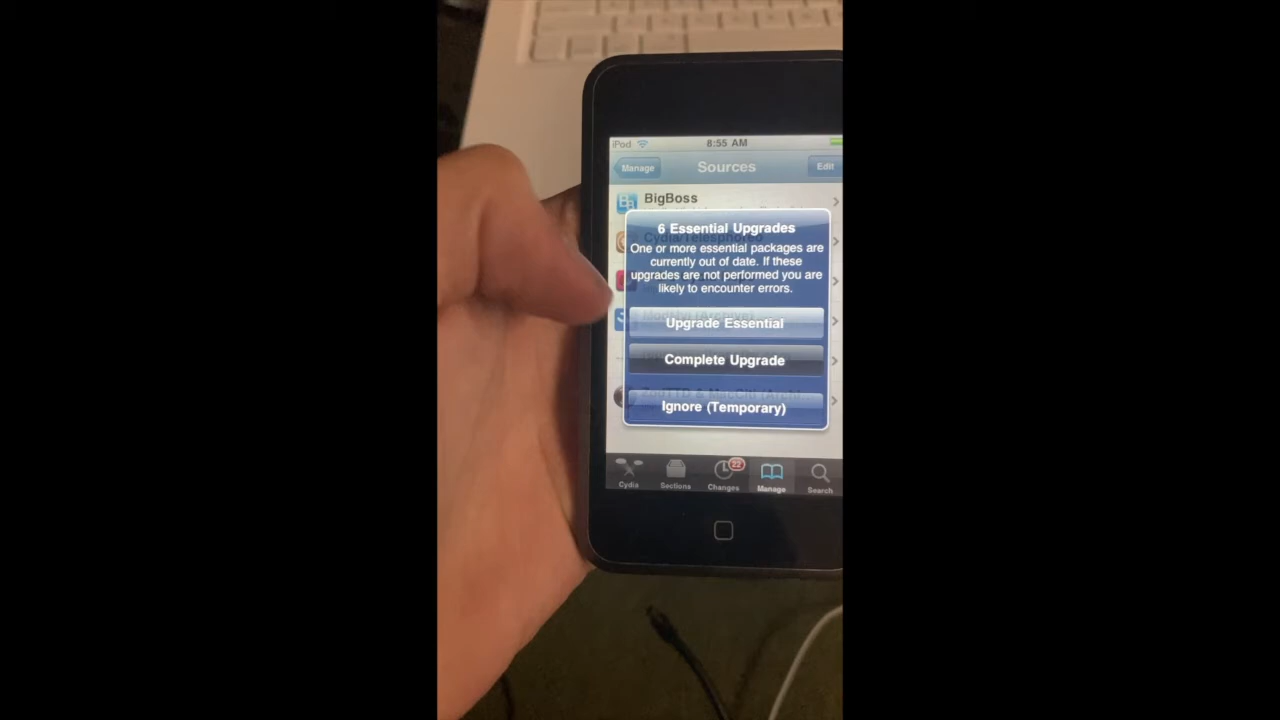 iPod
8:55 AM
Manage
Sources
Edit
BigBoss
6 Essential Upgrades
One or more essential packages are
currently out of date. If these
upgrades are not performed you are
likely to encounter errors.
Upgrade Essential
Complete Upgrade
Ignore (Temporary)
22
Cydia
Sections
Changes
Manage
Search